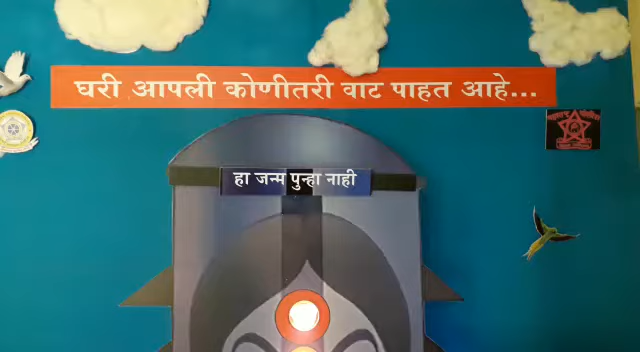 घरी आपली कोणीतरी वाट पाहत आहे...
हा जन्म पुन्हा नाही